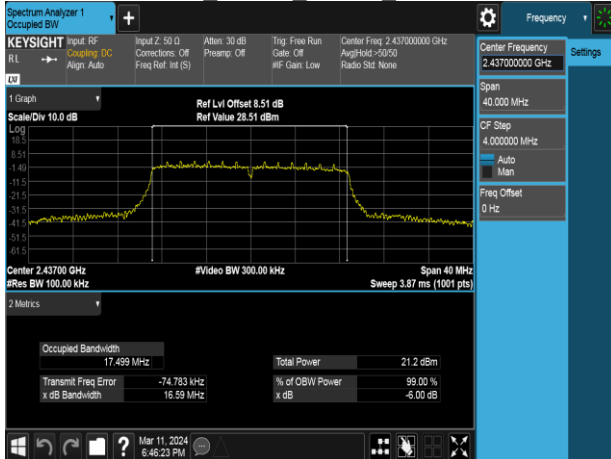 Spectrum Analyzer 1
Occupied BW
+
Frequency
KEYSIGHT
RL
Input: RF
Coupling: DC
Align: Auto
Input Z: 50 Ω
Corrections: Off
Freq Ref: Int (S)
Atten: 30 dB
Preamp: Off
Trig: Free Run
Gate: Off
#IF Gain: Low
Center Freq: 2.437000000 GHz
Avg|Hold:>50/50
Radio Std: None
LXI
Center Frequency
2.437000000 GHz
Settings
Span
40.000 MHz
CF Step
4.000000 MHz
Auto
Man
Freq Offset
0 Hz
1 Graph
Scale/Div 10.0 dB
Ref Lvl Offset 8.51 dB
Ref Value 28.51 dBm
Log
18.5
8.51
-1.49
-11.5
-21.5
-31.5
-41.5
-51.5
-61.5
Center 2.43700 GHz
#Res BW 100.00 kHz
#Video BW 300.00 kHz
Span 40 MHz
Sweep 3.87 ms (1001 pts)
2 Metrics
Occupied Bandwidth
17.499 MHz
Total Power 21.2 dBm
Transmit Freq Error -74.783 kHz
% of OBW Power 99.00 %
x dB Bandwidth 16.59 MHz
x dB -6.00 dB
?
Mar 11, 2024
6:46:23 PM